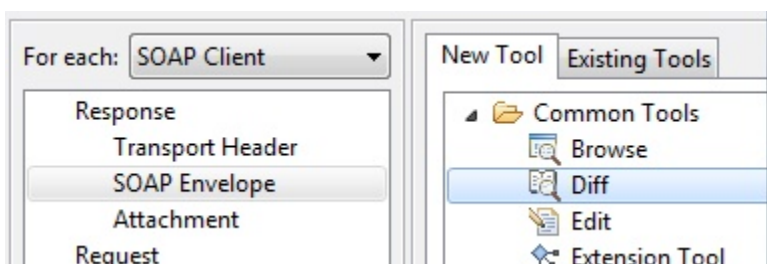 For each: SOAP Client
Response
Transport Header
SOAP Envelope
Attachment
Request
New Tool Existing Tools
Common Tools
Browse
Diff
Edit
Extension Tool